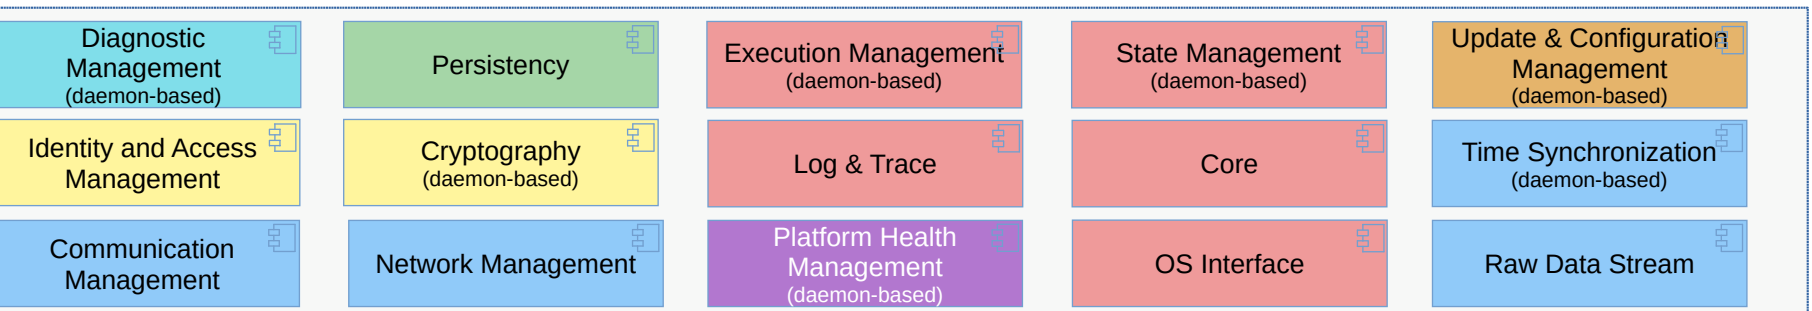 Diagnostic
Management
(daemon-based)
Persistency
Execution Management
(daemon-based)
State Management
(daemon-based)
Update & Configuration
Management
(daemon-based)
Identity and Access
Management
Cryptography
(daemon-based)
Log & Trace
Core
Time Synchronization
(daemon-based)
Communication
Management
Network Management
Platform Health
Management
(daemon-based)
OS Interface
Raw Data Stream